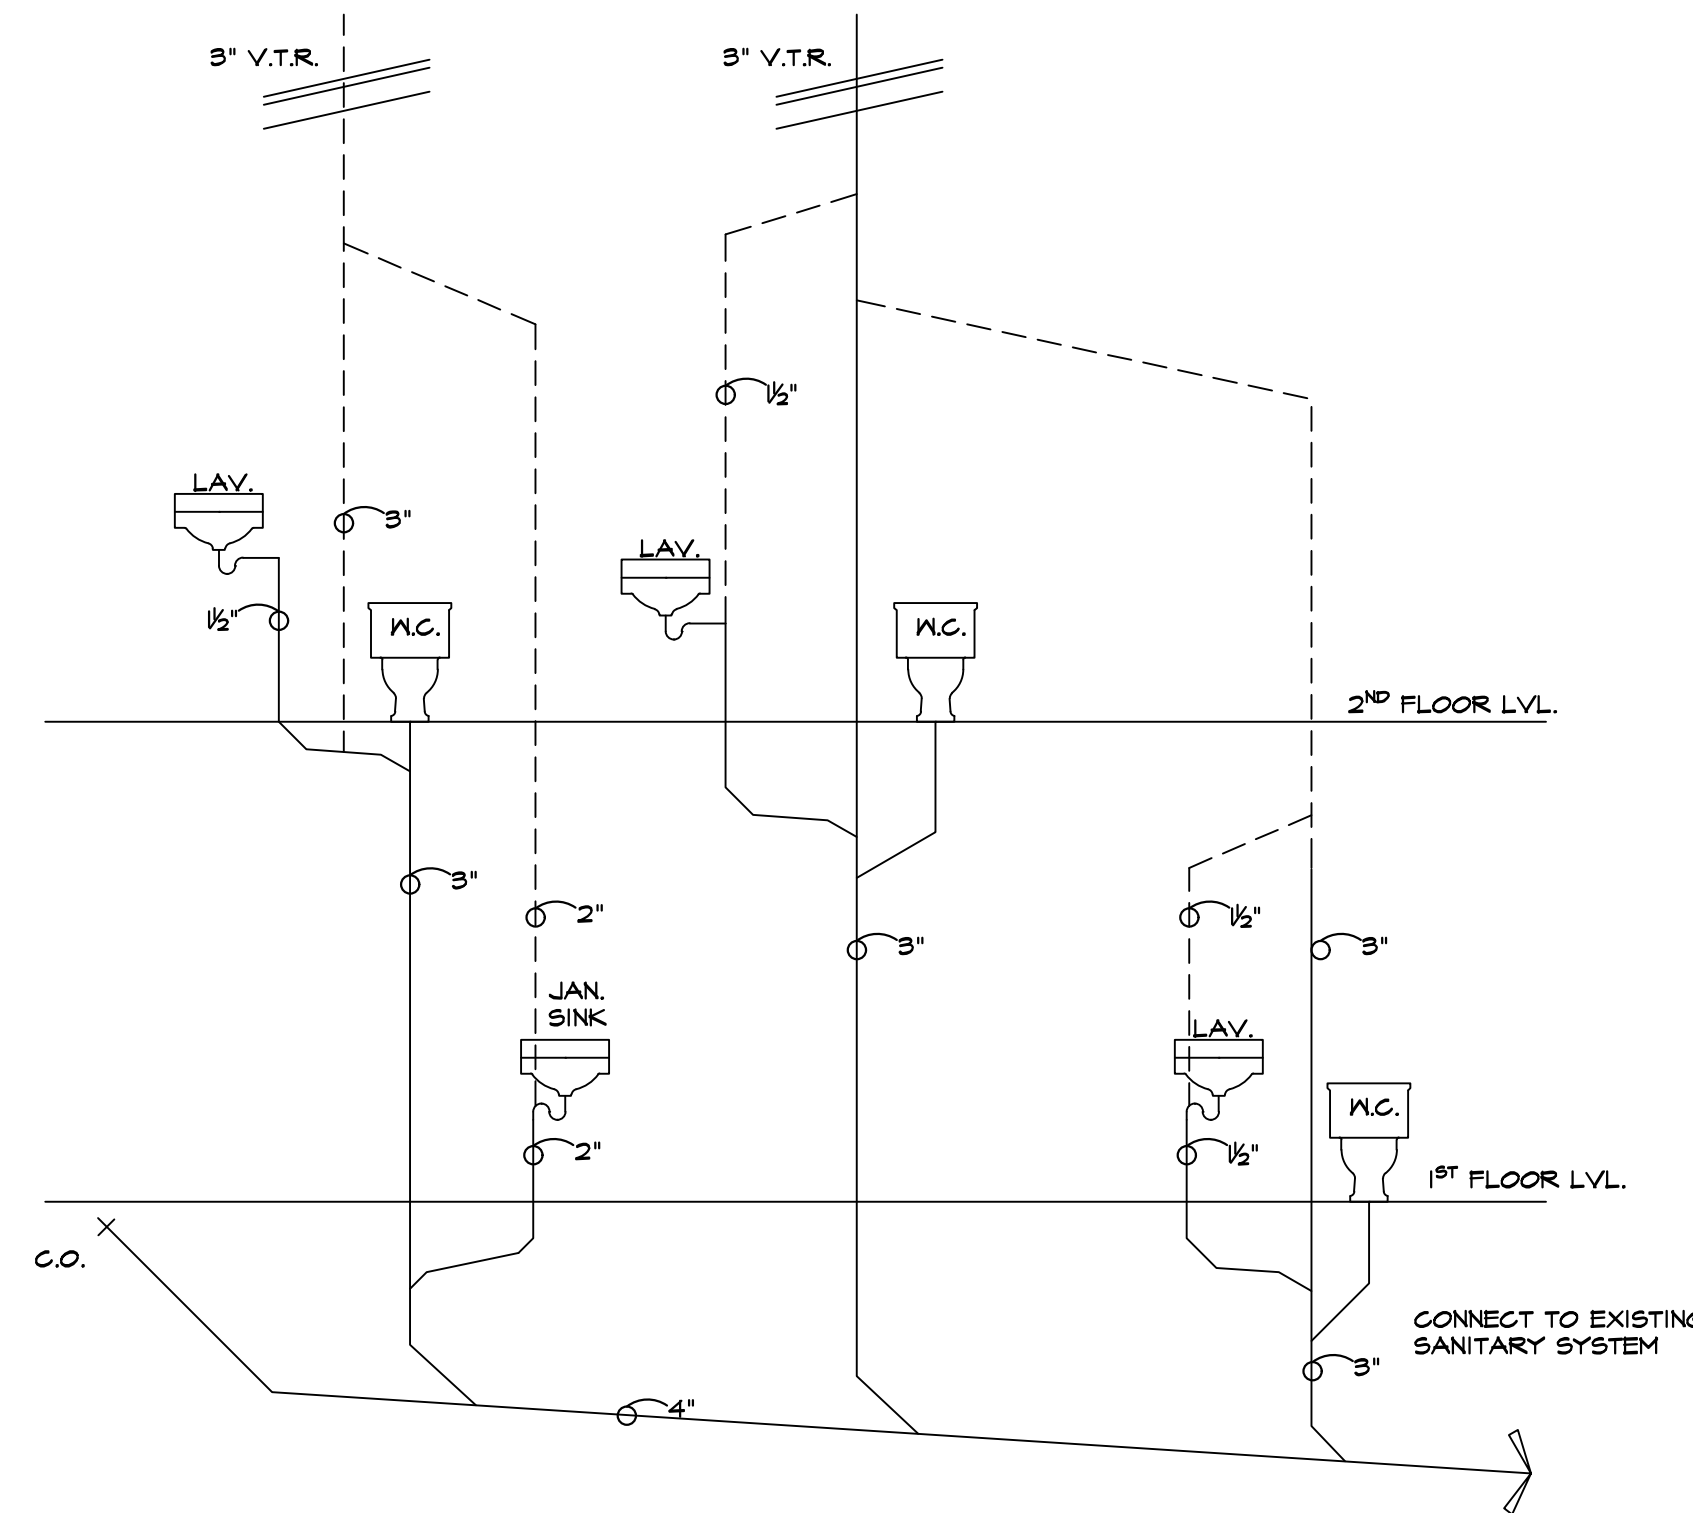 3" V.T.R.
3" V.T.R.
1½"
LAV.
3"
LAV.
1½"
W.C.
W.C.
2ND FLOOR LVL.
3"
2"
1½"
3"
3"
JAN.
SINK
LAV.
W.C.
2"
1½"
1ST FLOOR LVL.
C.O.
CONNECT TO EXISTING
SANITARY SYSTEM
3"
4"